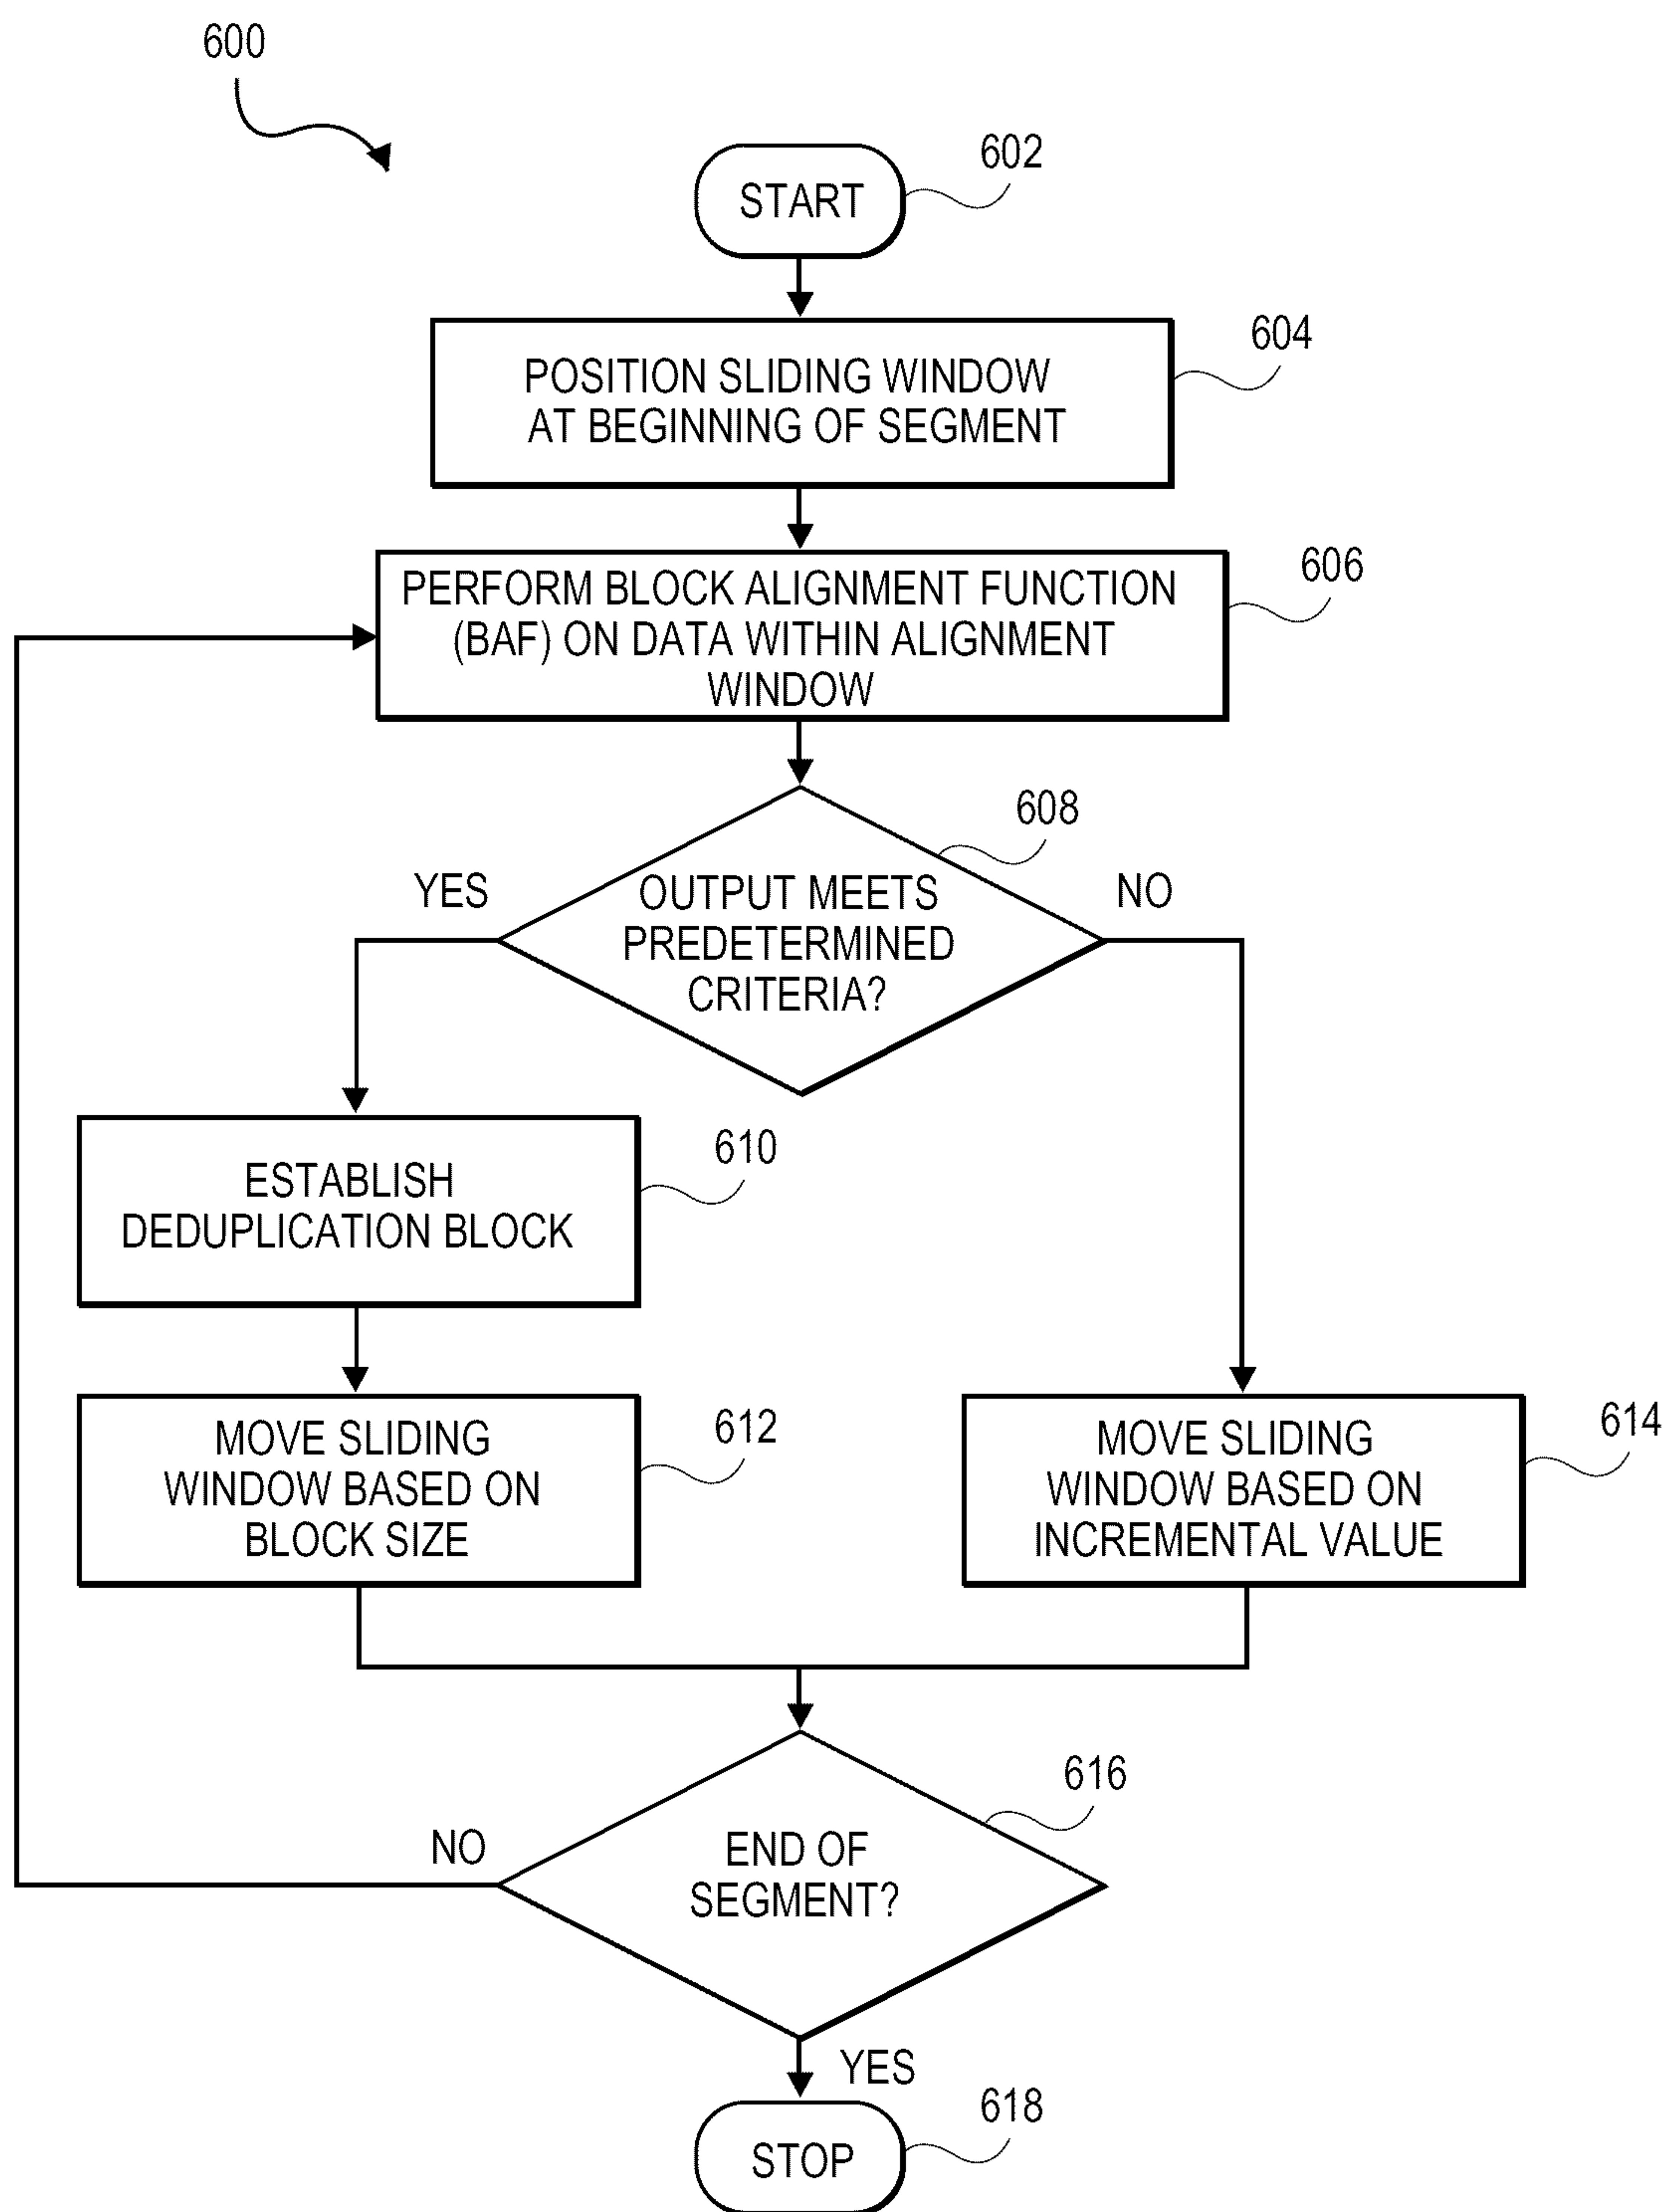 600
START
602
POSITION SLIDING WINDOW
AT BEGINNING OF SEGMENT
604
PERFORM BLOCK ALIGNMENT FUNCTION
(BAF) ON DATA WITHIN ALIGNMENT
WINDOW
606
608
YES
OUTPUT MEETS
PREDETERMINED
CRITERIA?
NO
ESTABLISH
DEDUPLICATION BLOCK
610
MOVE SLIDING
WINDOW BASED ON
BLOCK SIZE
612
MOVE SLIDING
WINDOW BASED ON
INCREMENTAL VALUE
614
616
NO
END OF
SEGMENT?
YES
STOP
618